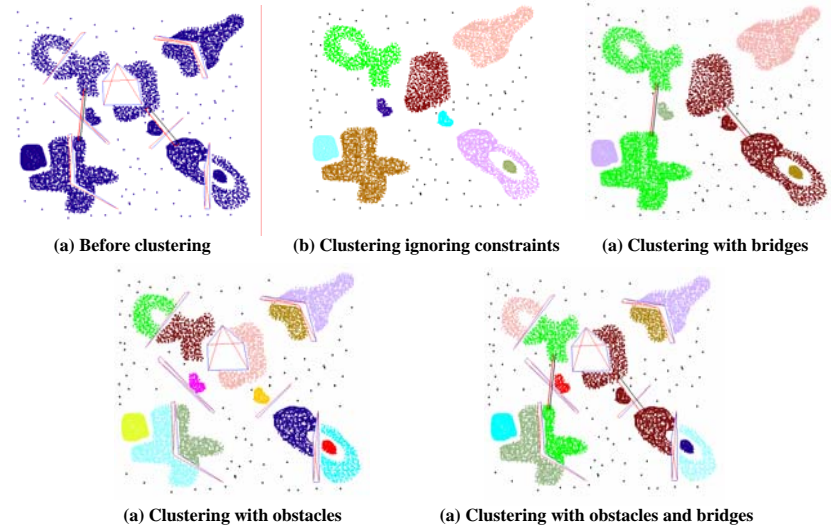 (a) Before clustering
(b) Clustering ignoring constraints
(a) Clustering with bridges
(a) Clustering with obstacles
(a) Clustering with obstacles and bridges